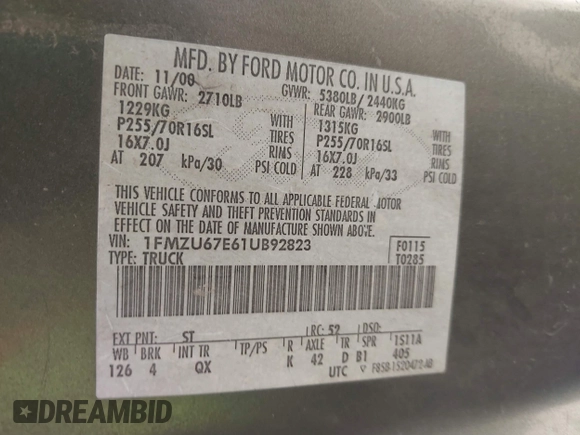 MFD. BY FORD MOTOR CO. IN U.S.A.
DATE: 11/00 GVWR: 5380LB/ 2440KG
FRONT GAWR: 2710LB REAR GAWR: 2900LB
1229KG WITH 1315KG WITH
P255/70R16SL TIRES P255/70R16SL TIRES
16X7.0J RIMS 16X7.0J RIMS
AT 207 kPa/30 PSI COLD AT 228 kPa/33 PSI COLD
THIS VEHICLE CONFORMS TO ALL APPLICABLE FEDERAL MOTOR
VEHICLE SAFETY AND THEFT PREVENTION STANDARDS IN
EFFECT ON THE DATE OF MANUFACTURE SHOWN ABOVE.
VIN: 1FMZU67E61UB92823 F0115
TYPE: TRUCK T0285
EXT PNT: ST RC: 52 DSO:
WB BRK INT TR TP/PS R AXLE TR SPR 1S11A
126 4 QX K 42 D B1 405
UTC F85B-1520472-AB
DREAMBID